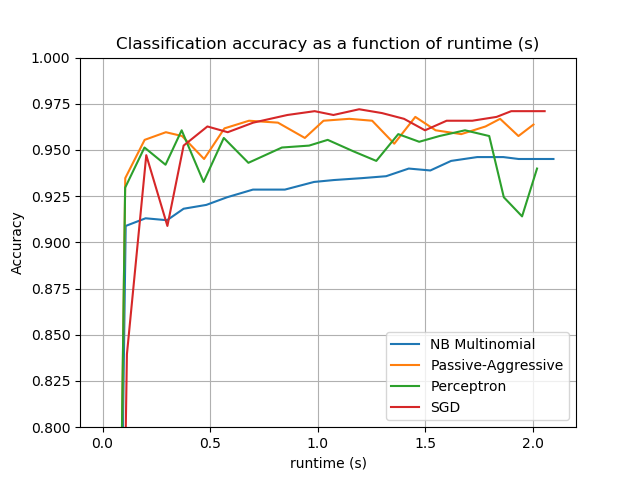 Classification accuracy as a function of runtime (s)
1.000
0.975
0.950
0.925
0.900
0.875
0.850
0.825
0.800
Accuracy
NB Multinomial
Passive-Aggressive
Perceptron
SGD
0.0 0.5 1.0 1.5 2.0
runtime (s)